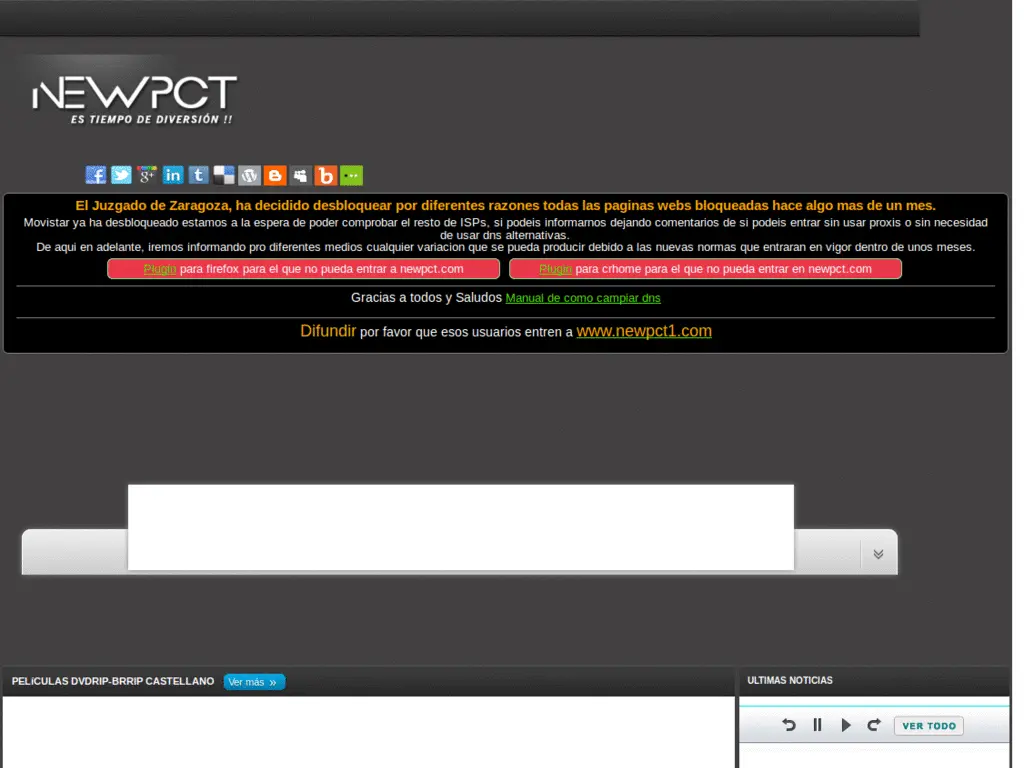 NEWPCT
ES TIEMPO DE DIVERSIÓN !!
El Juzgado de Zaragoza, ha decidido desbloquear por diferentes razones todas las paginas webs bloqueadas hace algo mas de un mes.
Movistar ya ha desbloqueado estamos a la espera de poder comprobar el resto de ISPs, si podeis informarnos dejando comentarios de si podeis entrar sin usar proxis o sin necesidad
de usar dns alternativas.
De aqui en adelante, iremos informando pro diferentes medios cualquier variacion que se pueda producir debido a las nuevas normas que entraran en vigor dentro de unos meses.
Plugin para firefox para el que no pueda entrar a newpct.com
Plugin para crhome para el que no pueda entrar en newpct.com
Gracias a todos y Saludos Manual de como campiar dns
Difundir por favor que esos usuarios entren a www.newpct1.com
PELíCULAS DVDRIP-BRRIP CASTELLANO Ver más »
ULTIMAS NOTICIAS
VER TODO